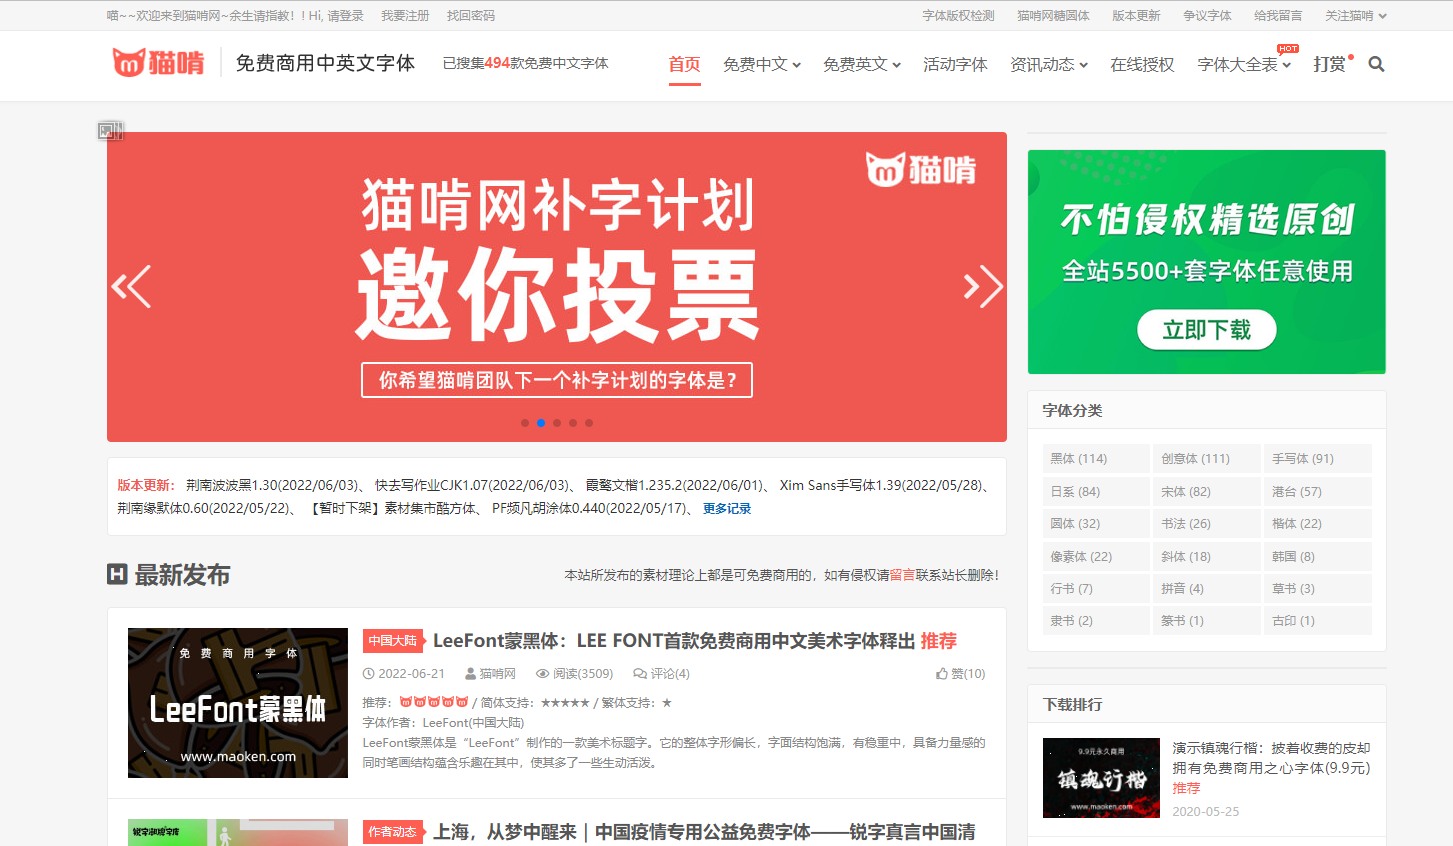 喵~~欢迎来到猫啃网~余生请指教！! Hi, 请登录 我要注册 找回密码
字体版权检测 猫啃网糖圆体 版本更新 争议字体 给我留言 关注猫啃
猫啃 免费商用中英文字体 已搜集494款免费中文字体
首页 免费中文 免费英文 活动字体 资讯动态 在线授权 字体大全表 HOT 打赏
猫啃
猫啃网补字计划
邀你投票
你希望猫啃团队下一个补字计划的字体是？
不怕侵权精选原创
全站5500+套字体任意使用
立即下载
版本更新： 荆南波波黑1.30(2022/06/03)、 快去写作业CJK1.07(2022/06/03)、 霞鹜文楷1.235.2(2022/06/01)、 Xim Sans手写体1.39(2022/05/28)、
荆南缘默体0.60(2022/05/22)、 【暂时下架】素材集市酷方体、 PF频凡胡涂体0.440(2022/05/17)、 更多记录
最新发布
本站所发布的素材理论上都是可免费商用的，如有侵权请留言联系站长删除！
免费商用字体
LeeFont蒙黑体
www.maoken.com
中国大陆 LeeFont蒙黑体：LEE FONT首款免费商用中文美术字体释出 推荐
2022-06-21 猫啃网 阅读(3509) 评论(4) 赞(10)
推荐： / 简体支持：★★★★★ / 繁体支持：★
字体作者：LeeFont(中国大陆)
LeeFont蒙黑体是“LeeFont”制作的一款美术标题字。它的整体字形偏长，字面结构饱满，有稳重中，具备力量感的
同时笔画结构蕴含乐趣在其中，使其多了一些生动活泼。
锐字潮牌字库
作者动态 上海，从梦中醒来｜中国疫情专用公益免费字体——锐字真言中国清
字体分类
黑体 (114) 创意体 (111) 手写体 (91)
日系 (84) 宋体 (82) 港台 (57)
圆体 (32) 书法 (26) 楷体 (22)
像素体 (22) 斜体 (18) 韩国 (8)
行书 (7) 拼音 (4) 草书 (3)
隶书 (2) 篆书 (1) 古印 (1)
下载排行
9.9元永久商用
镇魂行楷
www.maoken.com
演示镇魂行楷：披着收费的皮却
拥有免费商用之心字体(9.9元)
推荐
2020-05-25